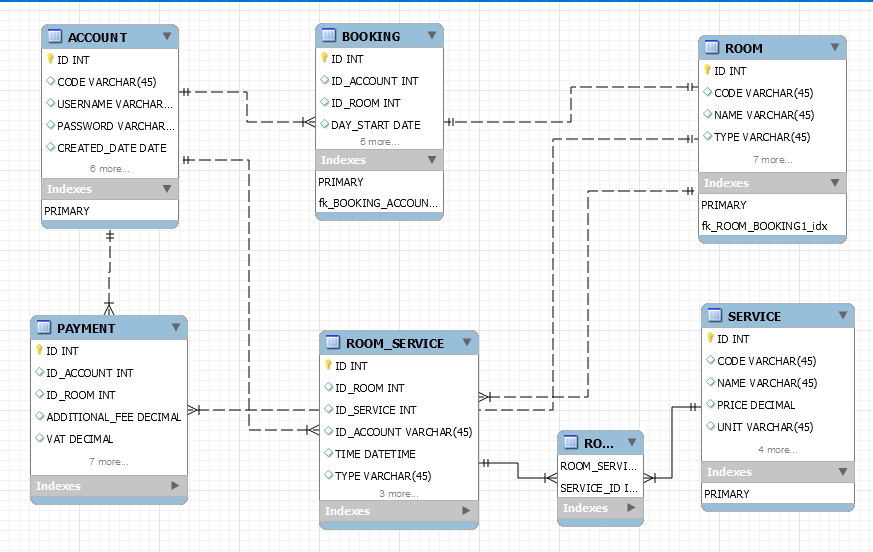 ACCOUNT
ID INT
CODE VARCHAR(45)
USERNAME VARCHAR...
PASSWORD VARCHAR...
CREATED_DATE DATE
6 more...
Indexes
PRIMARY
BOOKING
ID INT
ID_ACCOUNT INT
ID_ROOM INT
DAY_START DATE
5 more...
Indexes
PRIMARY
fk_BOOKING_ACCOUN...
ROOM
ID INT
CODE VARCHAR(45)
NAME VARCHAR(45)
TYPE VARCHAR(45)
7 more...
Indexes
PRIMARY
fk_ROOM_BOOKING1_idx
PAYMENT
ID INT
ID_ACCOUNT INT
ID_ROOM INT
ADDITIONAL_FEE DECIMAL
VAT DECIMAL
7 more...
Indexes
ROOM_SERVICE
ID INT
ID_ROOM INT
ID_SERVICE INT
ID_ACCOUNT VARCHAR(45)
TIME DATETIME
TYPE VARCHAR(45)
3 more...
Indexes
RO...
ROOM_SERVI...
SERVICE_ID I...
Indexes
SERVICE
ID INT
CODE VARCHAR(45)
NAME VARCHAR(45)
PRICE DECIMAL
UNIT VARCHAR(45)
4 more...
Indexes
PRIMARY